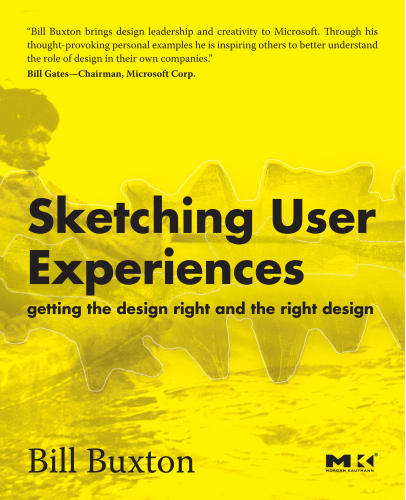 “Bill Buxton brings design leadership and creativity to Microsoft. Through his
thought-provoking personal examples he is inspiring others to better understand
the role of design in their own companies.”
Bill Gates—Chairman, Microsoft Corp.
Sketching User
Experiences
getting the design right and the right design
Bill Buxton
MK®
MORGAN KAUFMANN